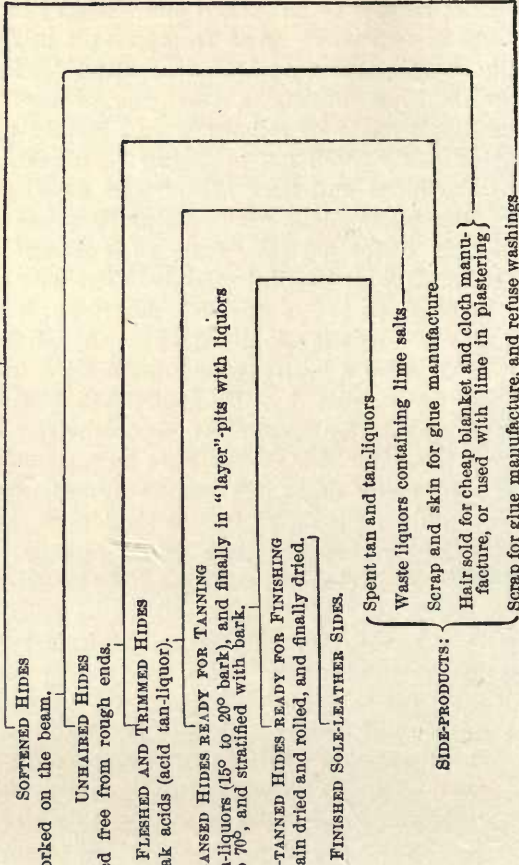 SOFTENED HIDES
orked on the beam.
UNHAIRED HIDES
ed free from rough ends.
FLESHED AND TRIMMED HIDES
ak acids (acid tan-liquor).
ANSED HIDES READY FOR TANNING
n-liquors (15° to 20° bark), and finally in "layer"-pits with liquors
o 70°, and stratified with bark.
-TANNED HIDES READY FOR FINISHING
ain dried and rolled, and finally dried.
FINISHED SOLE-LEATHER SIDES.
SIDE-PRODUCTS:
Spent tan and tan-liquors
Waste liquors containing lime salts
Scrap and skin for glue manufacture
Hair sold for cheap blanket and cloth manu-
facture, or used with lime in plastering
Scrap for glue manufacture, and refuse washings